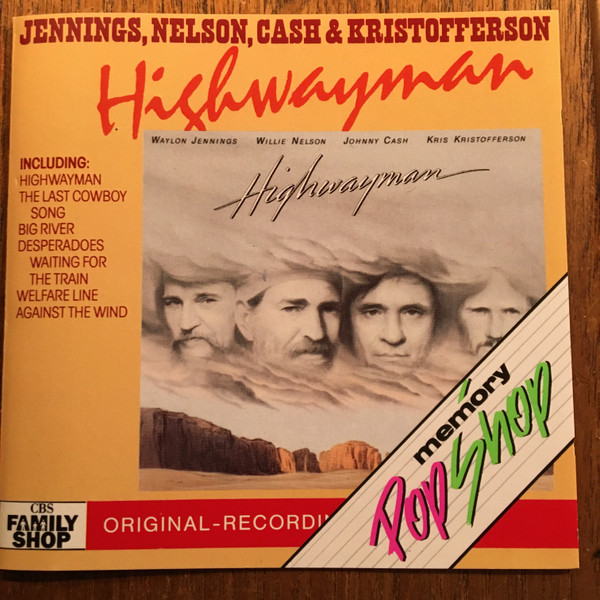 JENNINGS, NELSON, CASH & KRISTOFFERSON
Highwayman
WAYLON JENNINGS WILLIE NELSON JOHNNY CASH KRIS KRISTOFFERSON
Highwayman
INCLUDING:
HIGHWAYMAN
THE LAST COWBOY
SONG
BIG RIVER
DESPERADOES
WAITING FOR
THE TRAIN
WELFARE LINE
AGAINST THE WIND
memory
PopShop
CBS
FAMILY
SHOP
ORIGINAL-RECORDIN